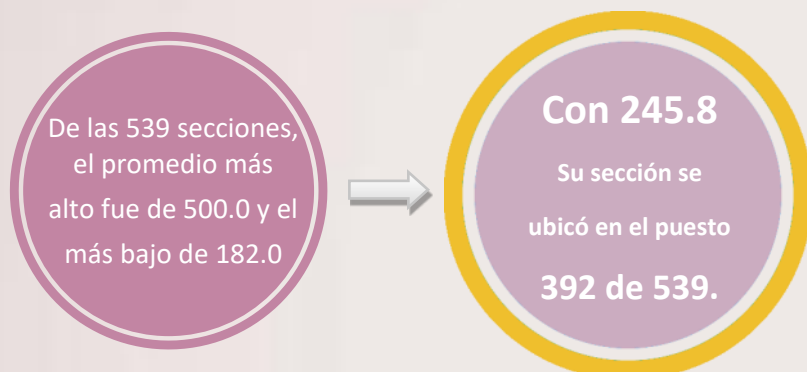 De las 539 secciones,
el promedio más
alto fue de 500.0 y el
más bajo de 182.0
Con 245.8
Su sección se
ubicó en el puesto
392 de 539.